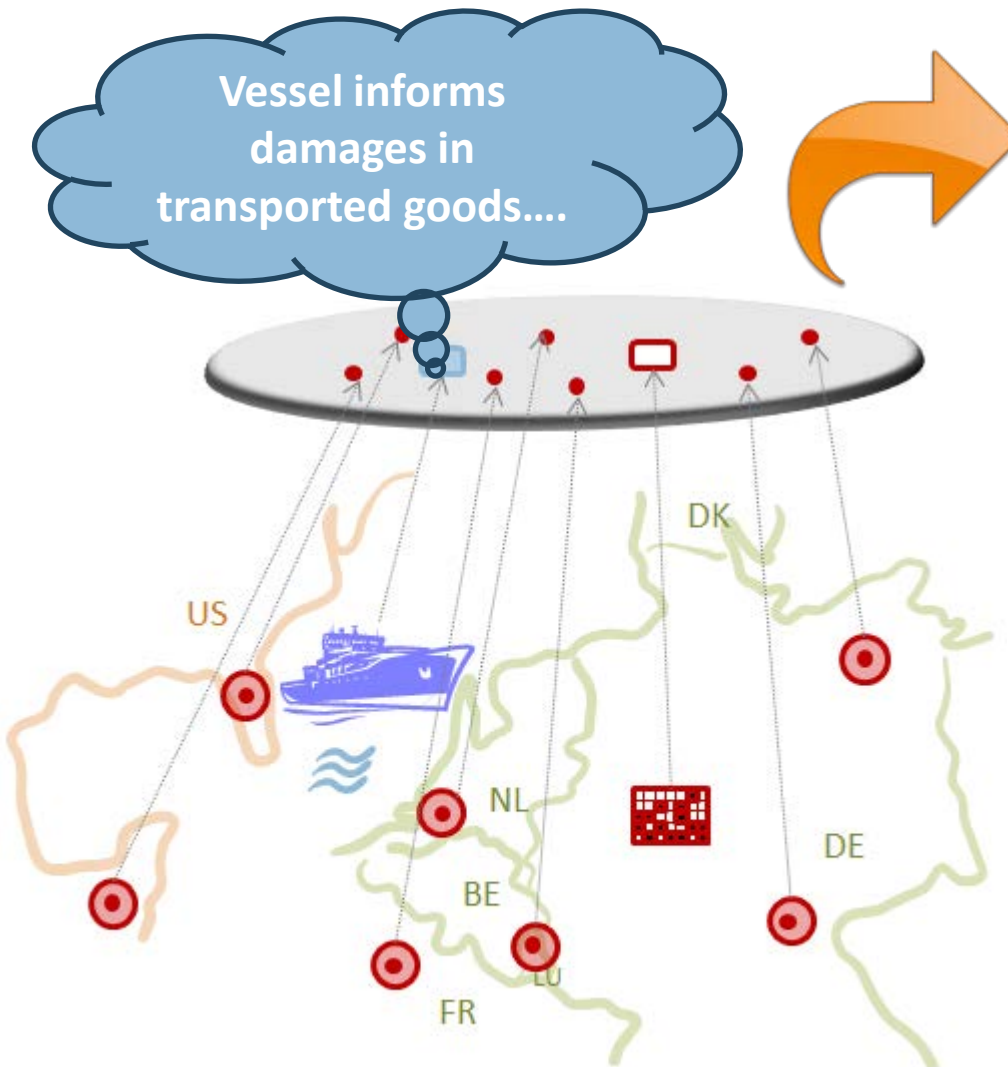 Vessel informs
damages in
transported goods....
DK
US
NL
DE
BE
LU
FR